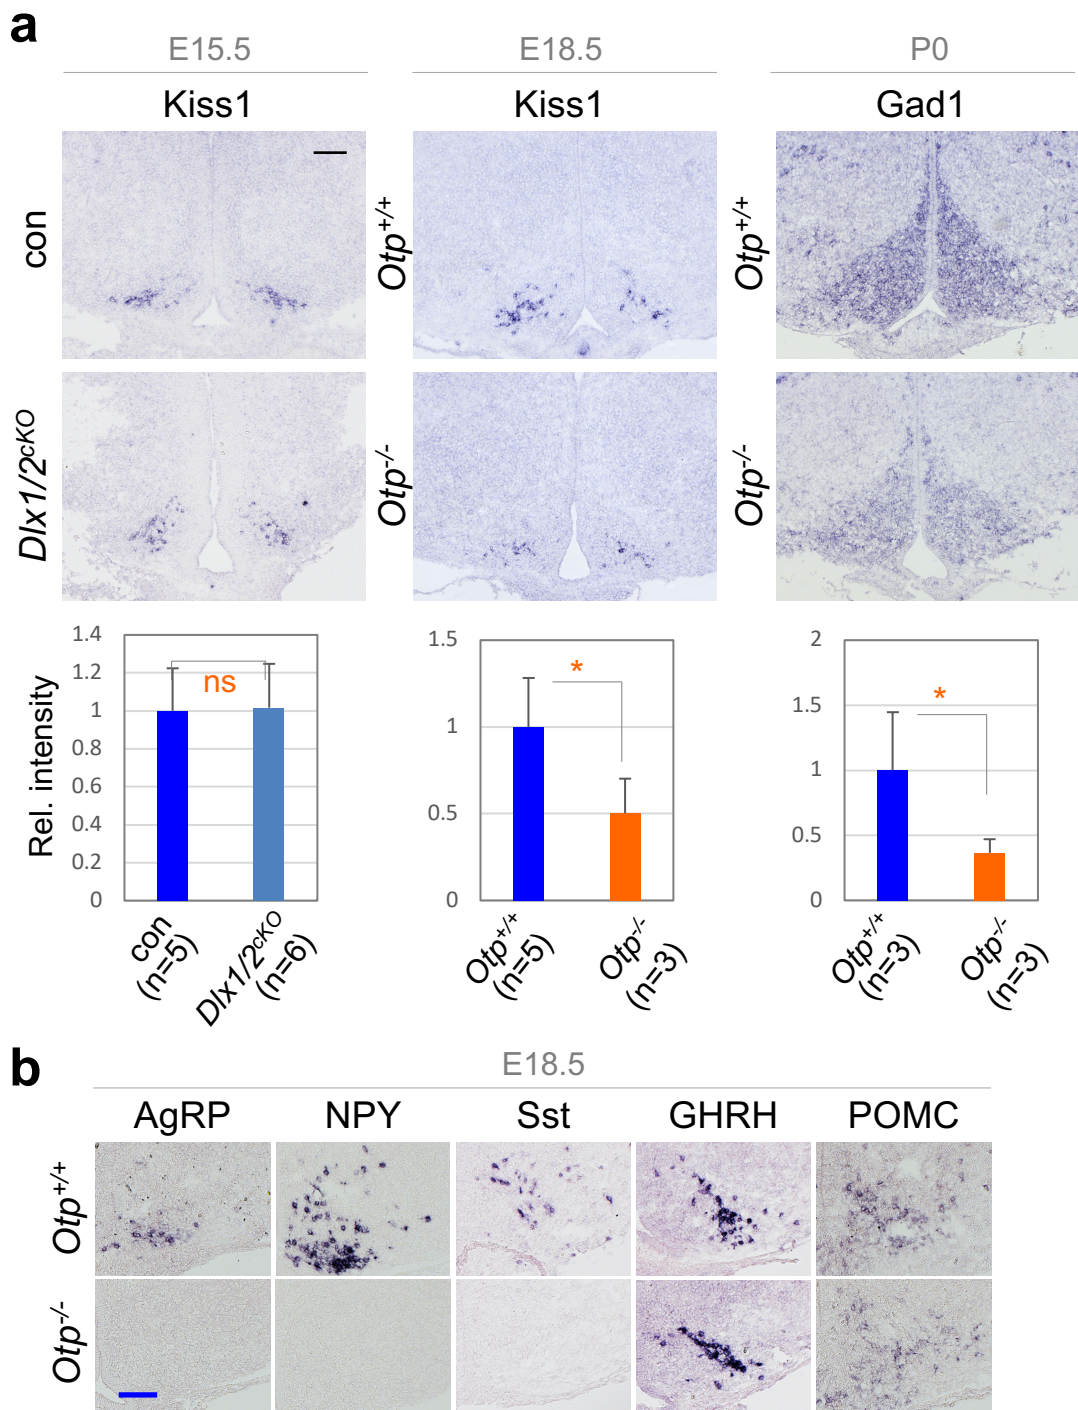 a
E15.5 E18.5 P0
Kiss1 Kiss1 Gad1
con Otp+/+ Otp+/+
Dlx1/2cKO Otp-/- Otp-/-
Rel. intensity
1.4
1.2
1
0.8
0.6
0.4
0.2
0
ns
con
(n=5)
Dlx1/2cKO
(n=6)
1.5
1
0.5
0
*
Otp+/+
(n=5)
Otp-/-
(n=3)
2
1.5
1
0.5
0
*
Otp+/+
(n=3)
Otp-/-
(n=3)
b
E18.5
AgRP NPY Sst GHRH POMC
Otp+/+
Otp-/-